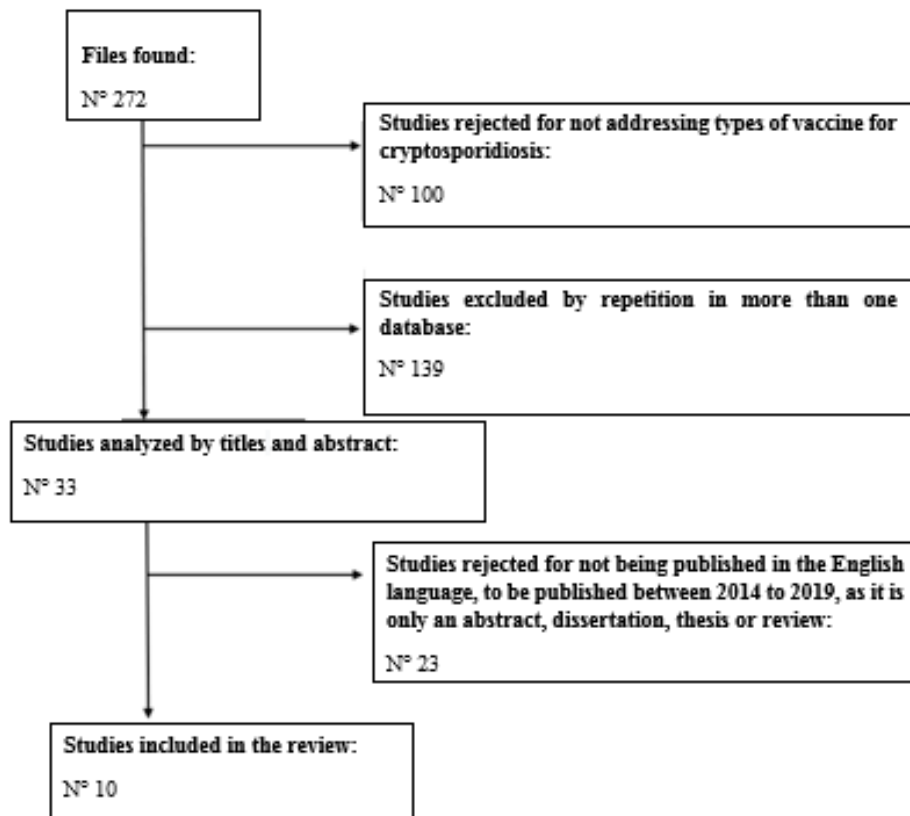 Files found:
N° 272
Studies rejected for not addressing types of vaccine for
cryptosporidiosis:
N° 100
Studies excluded by repetition in more than one
database:
N° 139
Studies analyzed by titles and abstract:
N° 33
Studies rejected for not being published in the English
language, to be published between 2014 to 2019, as it is
only an abstract, dissertation, thesis or review:
N° 23
Studies included in the review:
N° 10